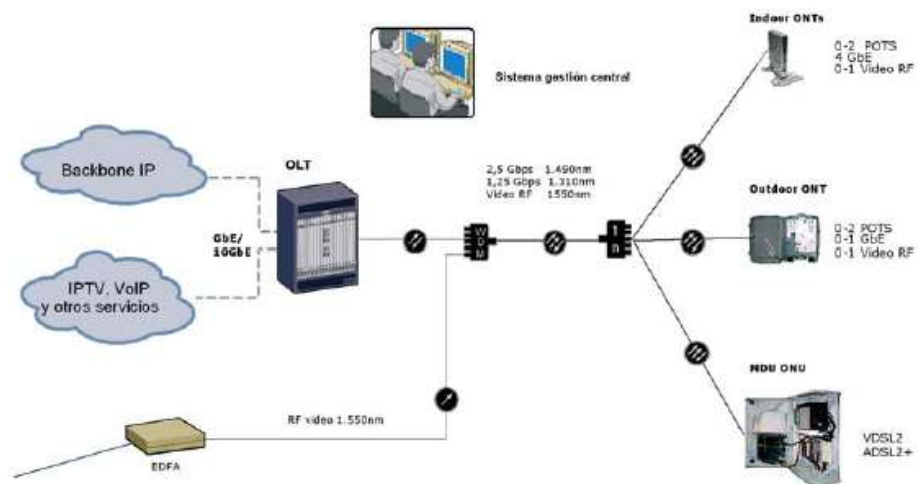 Indoor ONTs
0-2 POTS
4 GbE
0-1 Video RF
Sistema gestión central
Backbone IP
OLT
GbE/
10GbE
IPTV, VoIP
y otros servicios
2,5 Gbps 1.490nm
1,25 Gbps 1.310nm
Video RF 1550nm
WDM
1:n
Outdoor ONT
0-2 POTS
0-1 GbE
0-1 Video RF
MDU ONU
VDSL2
ADSL2+
RF video 1.550nm
EDFA